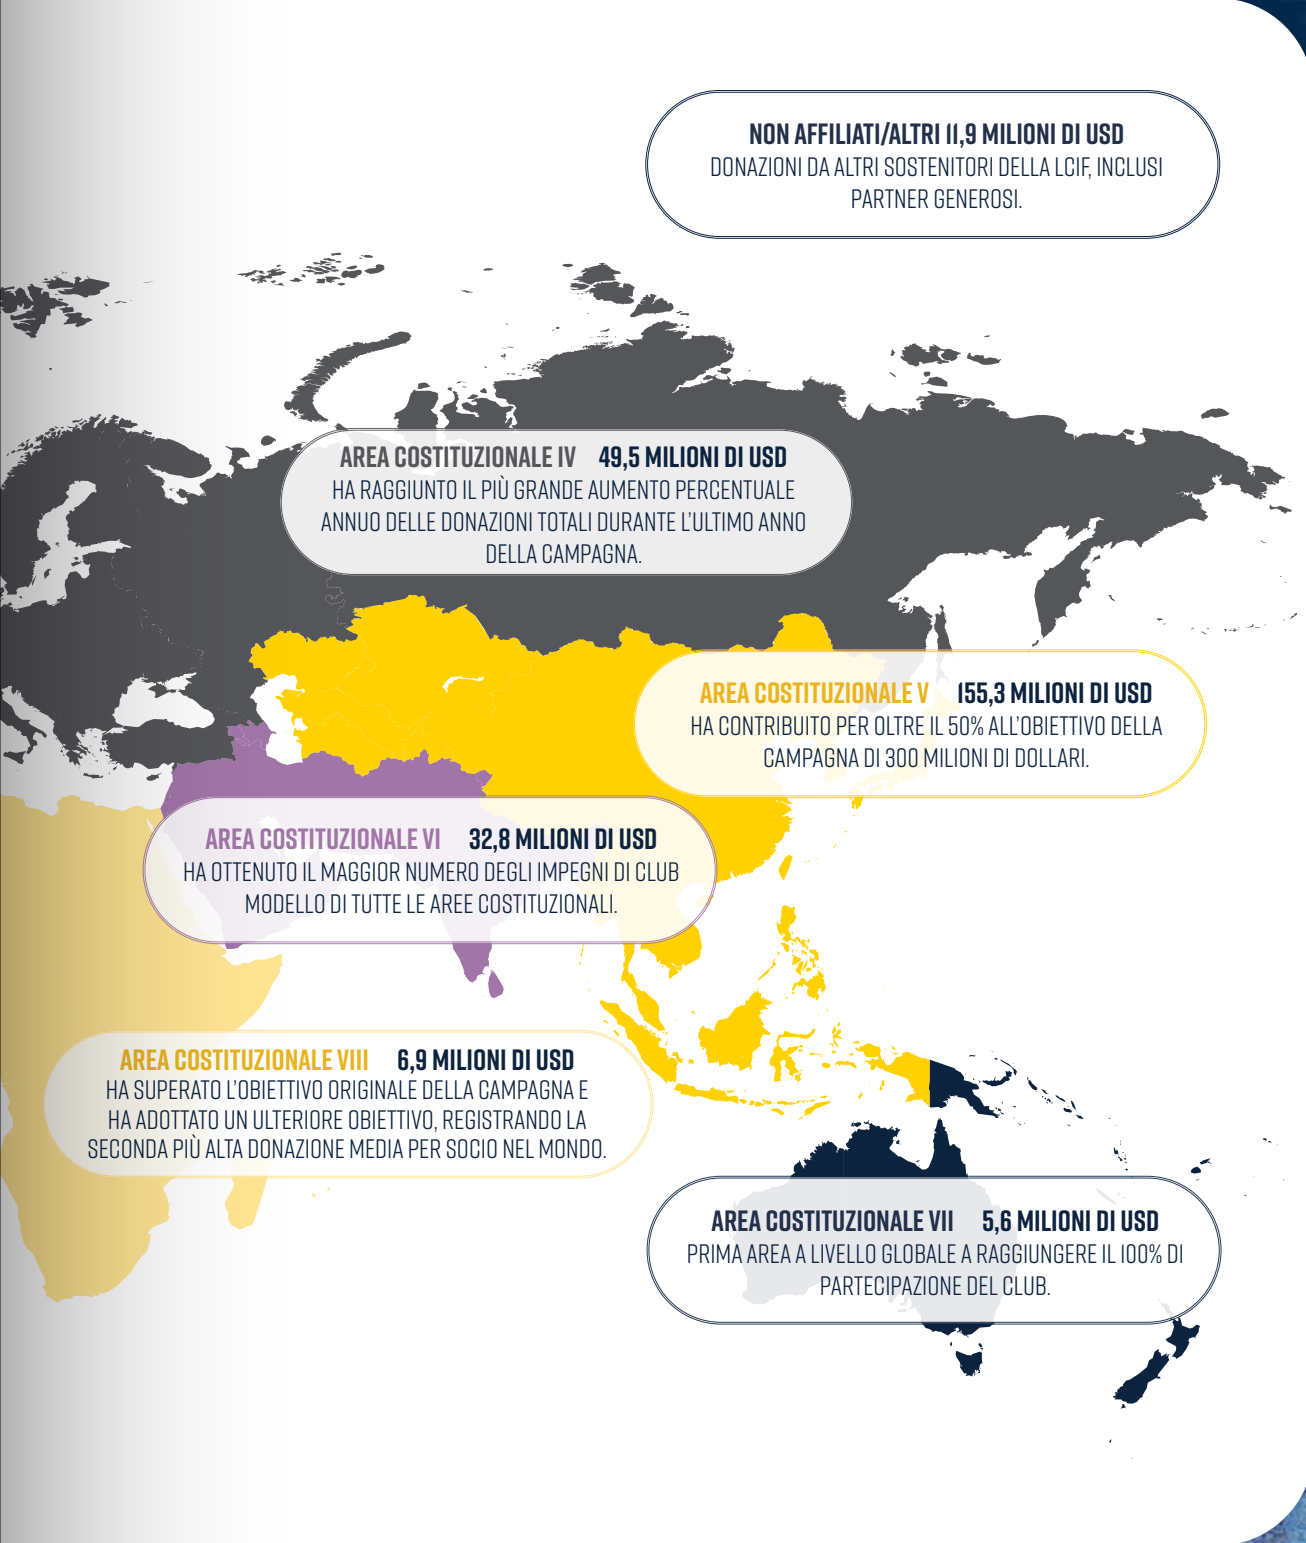 NON AFFILIATI/ALTRI 11,9 MILIONI DI USD
DONAZIONI DA ALTRI SOSTENITORI DELLA LCIF, INCLUSI
PARTNER GENEROSI.
AREA COSTITUZIONALE IV 49,5 MILIONI DI USD
HA RAGGIUNTO IL PIÙ GRANDE AUMENTO PERCENTUALE
ANNUO DELLE DONAZIONI TOTALI DURANTE L'ULTIMO ANNO
DELLA CAMPAGNA.
AREA COSTITUZIONALE V 155,3 MILIONI DI USD
HA CONTRIBUITO PER OLTRE IL 50% ALL'OBIETTIVO DELLA
CAMPAGNA DI 300 MILIONI DI DOLLARI.
AREA COSTITUZIONALE VI 32,8 MILIONI DI USD
HA OTTENUTO IL MAGGIOR NUMERO DEGLI IMPEGNI DI CLUB
MODELLO DI TUTTE LE AREE COSTITUZIONALI.
AREA COSTITUZIONALE VIII 6,9 MILIONI DI USD
HA SUPERATO L'OBIETTIVO ORIGINALE DELLA CAMPAGNA E
HA ADOTTATO UN ULTERIORE OBIETTIVO, REGISTRANDO LA
SECONDA PIÙ ALTA DONAZIONE MEDIA PER SOCIO NEL MONDO.
AREA COSTITUZIONALE VII 5,6 MILIONI DI USD
PRIMA AREA A LIVELLO GLOBALE A RAGGIUNGERE IL 100% DI
PARTECIPAZIONE DEL CLUB.